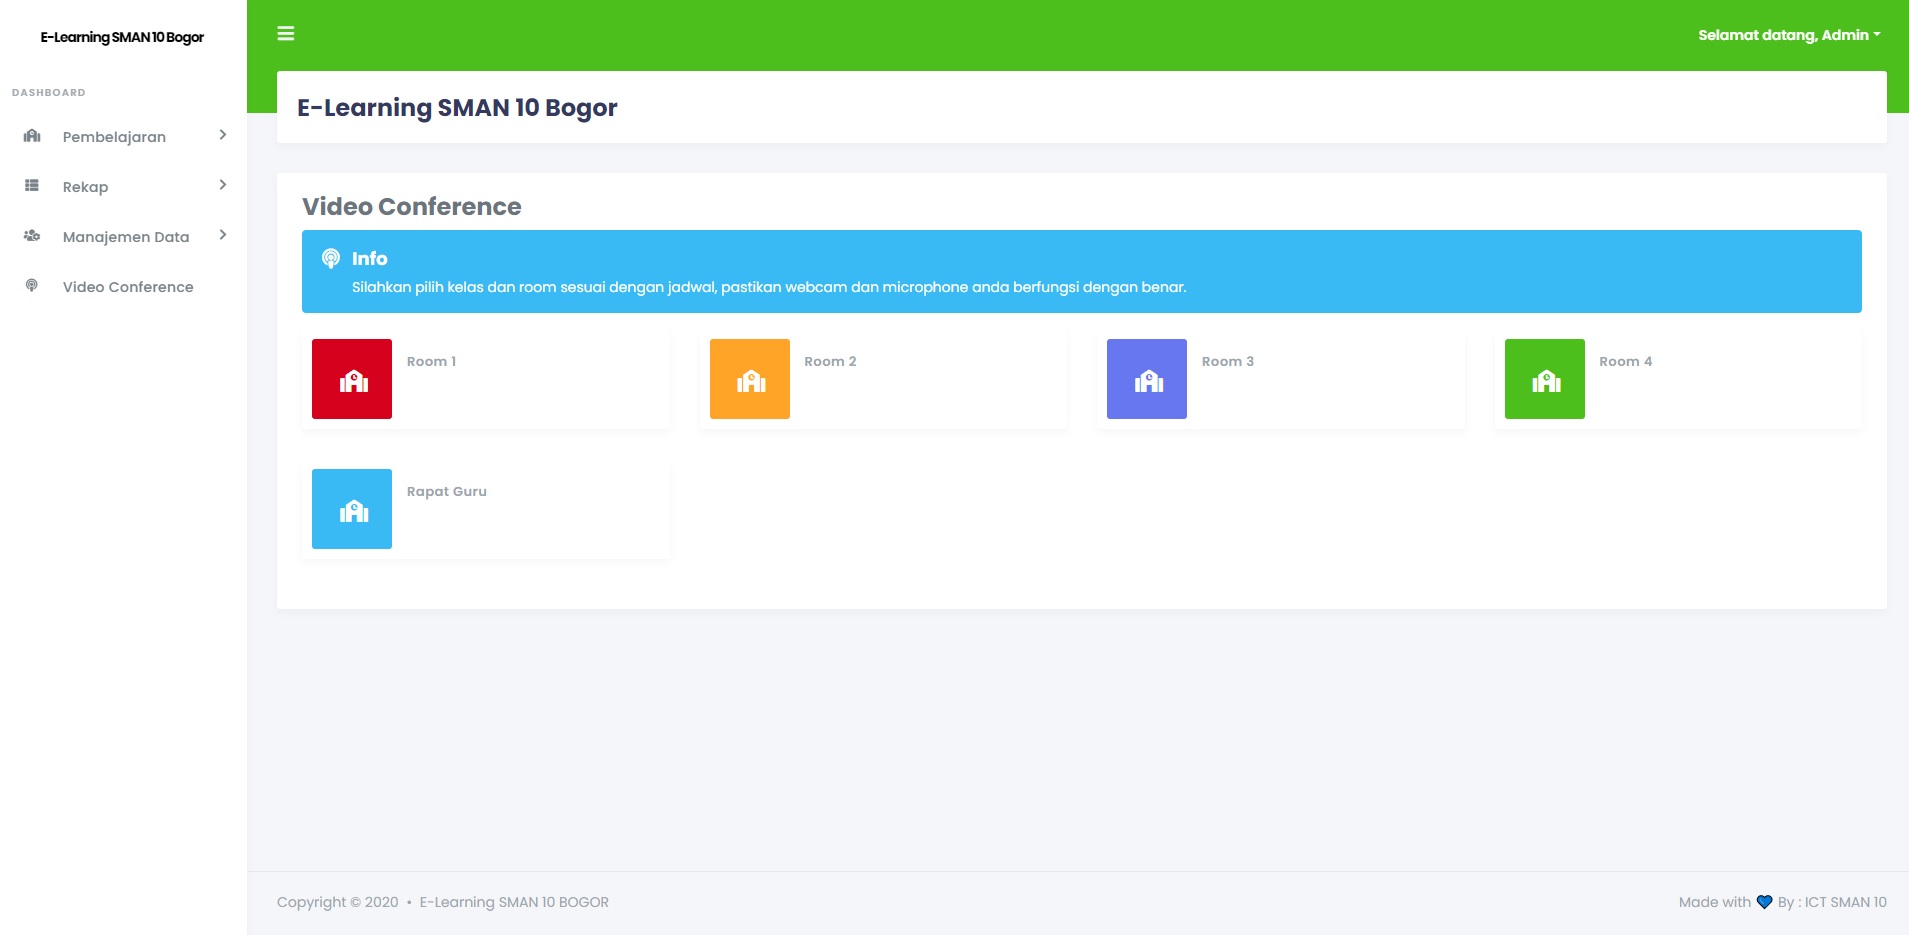 E-Learning SMAN 10 Bogor
Selamat datang, Admin
DASHBOARD
Pembelajaran
Rekap
Manajemen Data
Video Conference
E-Learning SMAN 10 Bogor
Video Conference
Info
Silahkan pilih kelas dan room sesuai dengan jadwal, pastikan webcam dan microphone anda berfungsi dengan benar.
Room 1
Room 2
Room 3
Room 4
Rapat Guru
Copyright © 2020 • E-Learning SMAN 10 BOGOR
Made with 💙 By : ICT SMAN 10